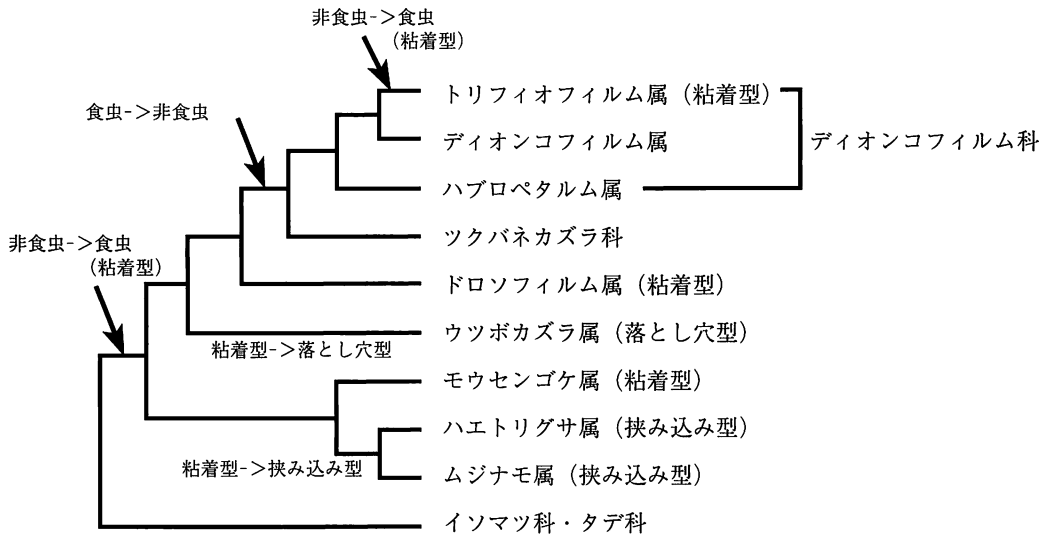 非食虫->食虫
（粘着型）
トリフィオフィルム属（粘着型）
食虫->非食虫
ディオンコフィルム属
ディオンコフィルム科
ハブロペタルム属
ツクバネカズラ科
非食虫->食虫
（粘着型）
ドロソフィルム属（粘着型）
ウツボカズラ属（落とし穴型）
粘着型->落とし穴型
モウセンゴケ属（粘着型）
ハエトリグサ属（挟み込み型）
粘着型->挟み込み型
ムジナモ属（挟み込み型）
イソマツ科・タデ科